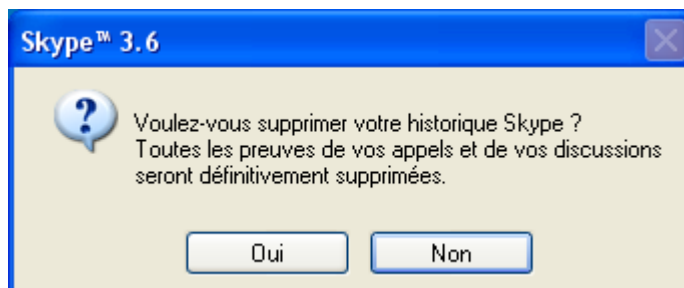 Skype™ 3.6
Voulez-vous supprimer votre historique Skype ?
Toutes les preuves de vos appels et de vos discussions
seront définitivement supprimées.
Oui
Non